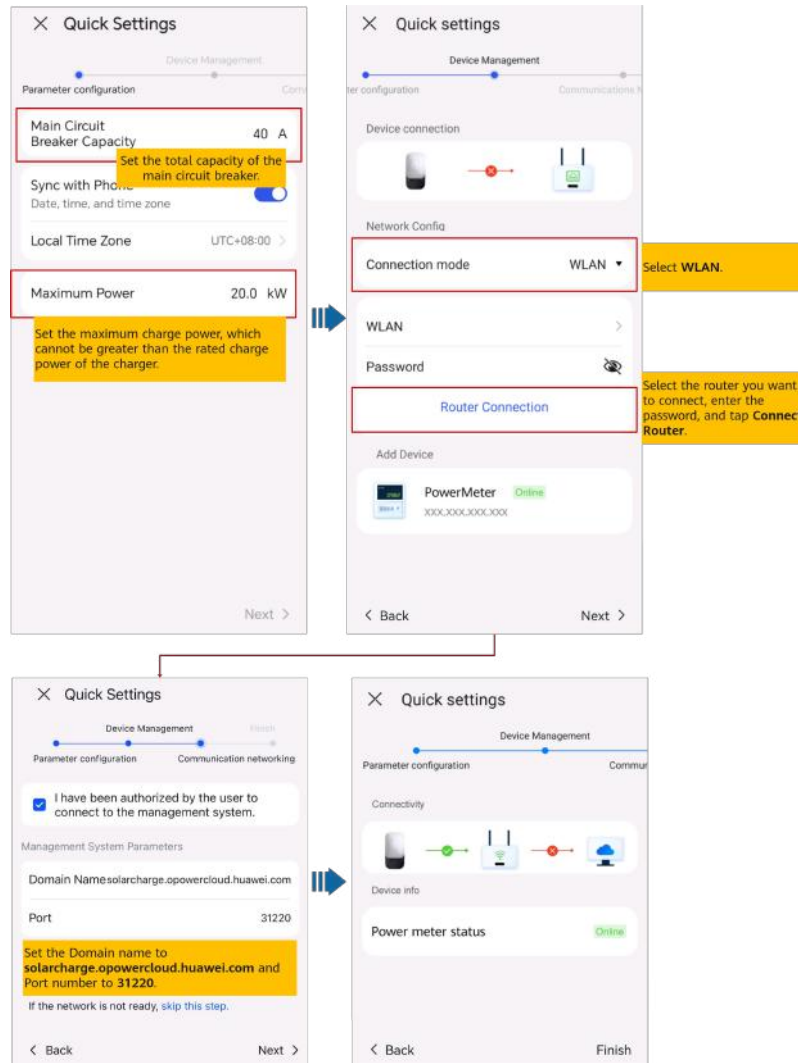 Quick Settings
Device Management
Parameter configuration
Main Circuit
Breaker Capacity
40 A
Set the total capacity of the
main circuit breaker.
Sync with Phone
Date, time, and time zone
Local Time Zone
UTC+08:00 >
Maximum Power
20.0 kW
Set the maximum charge power, which
cannot be greater than the rated charge
power of the charger.
Next >
Quick settings
Device Management
ter configuration
Communications
Device connection
Network Config
Connection mode
WLAN
Select WLAN.
WLAN >
Password
Router Connection
Select the router you want
to connect, enter the
password, and tap Connect
Router.
Add Device
PowerMeter
Online
XXX.XXX.XXX.XXX
< Back
Next >
Quick Settings
Device Management
Finish
Parameter configuration
Communication networking
I have been authorized by the user to
connect to the management system.
Management System Parameters
Domain Name solarcharge.opowercloud.huawei.com
Port
31220
Set the Domain name to
solarcharge.opowercloud.huawei.com and
Port number to 31220.
If the network is not ready, skip this step.
< Back
Next >
Quick settings
Device Management
Parameter configuration
Commun
Connectivity
Device info
Power meter status
Online
< Back
Finish